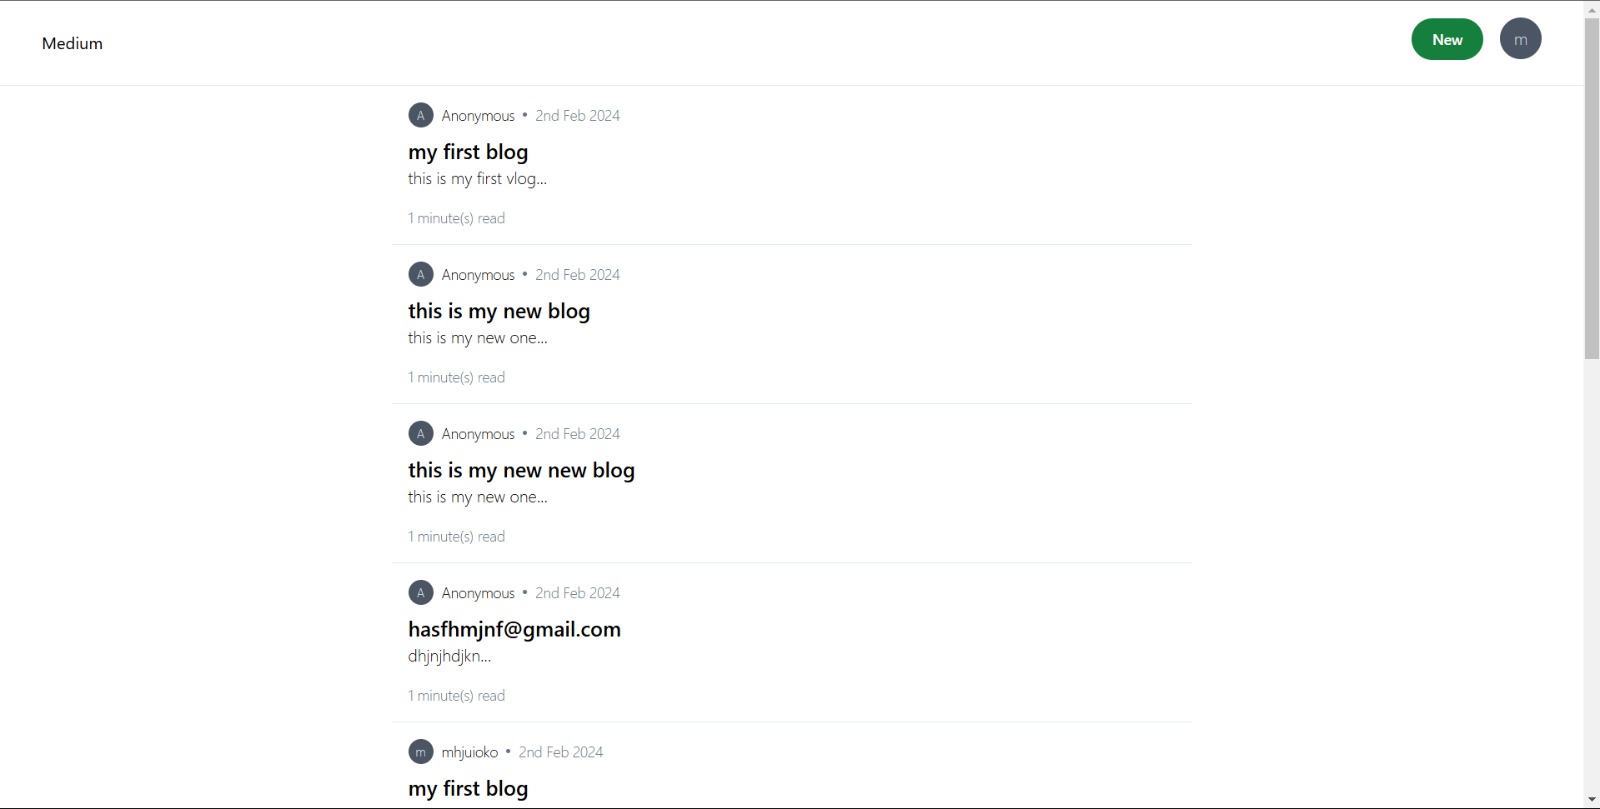 Medium
New
m
A Anonymous • 2nd Feb 2024
my first blog
this is my first vlog...
1 minute(s) read
A Anonymous • 2nd Feb 2024
this is my new blog
this is my new one...
1 minute(s) read
A Anonymous • 2nd Feb 2024
this is my new new blog
this is my new one...
1 minute(s) read
A Anonymous • 2nd Feb 2024
hasfhmjnf@gmail.com
dhjnjhdjkn...
1 minute(s) read
m mhjuioko • 2nd Feb 2024
my first blog